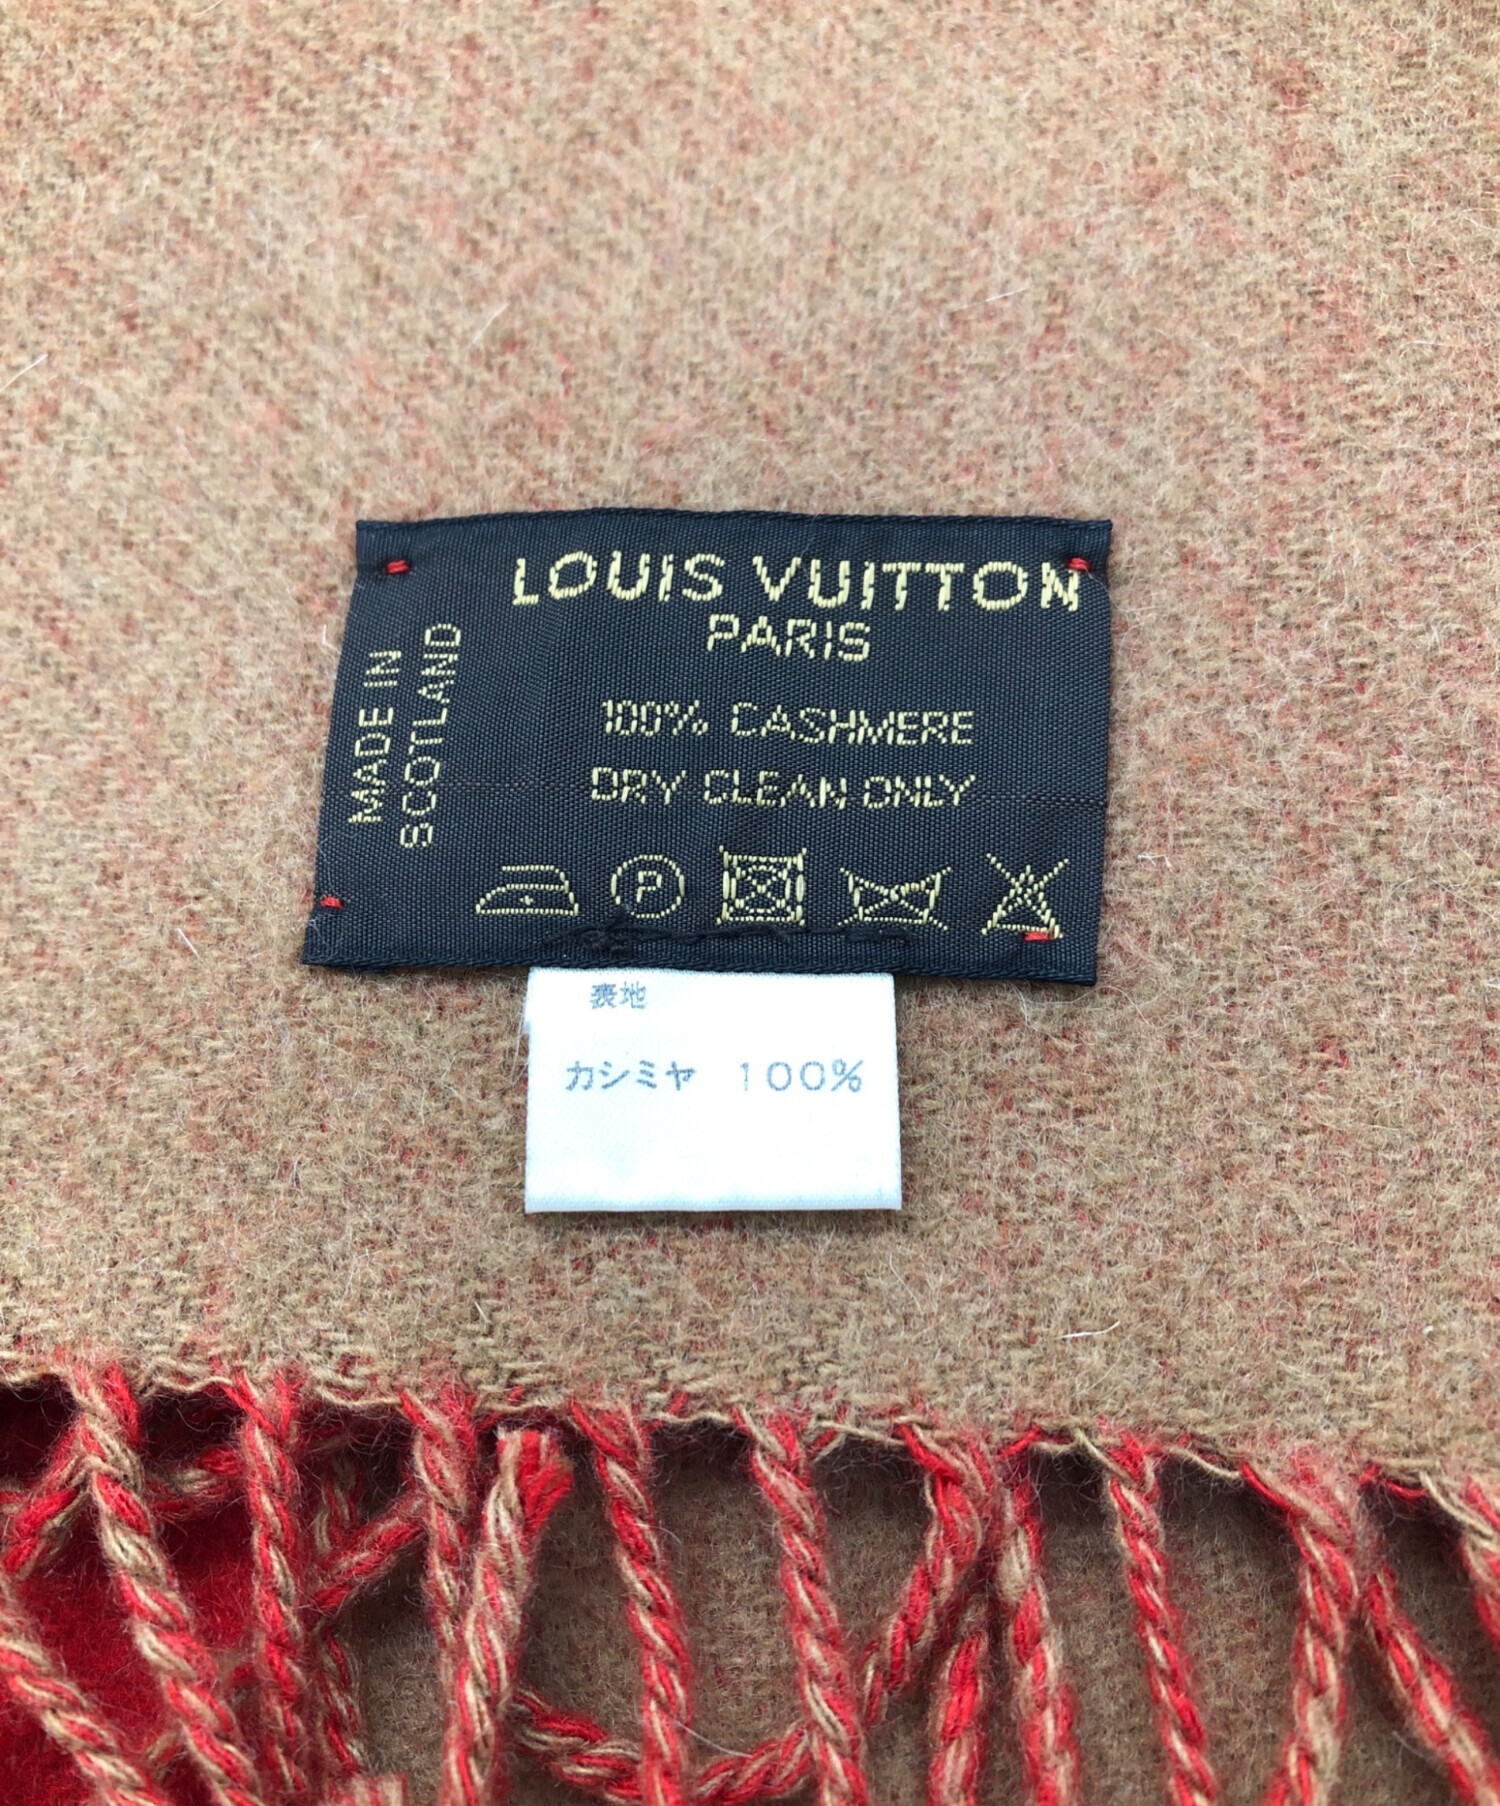 LOUIS VUITTON
PARIS
MADE IN
SCOTLAND
100% CASHMERE
DRY CLEAN ONLY
P
表地
カシミヤ 100%